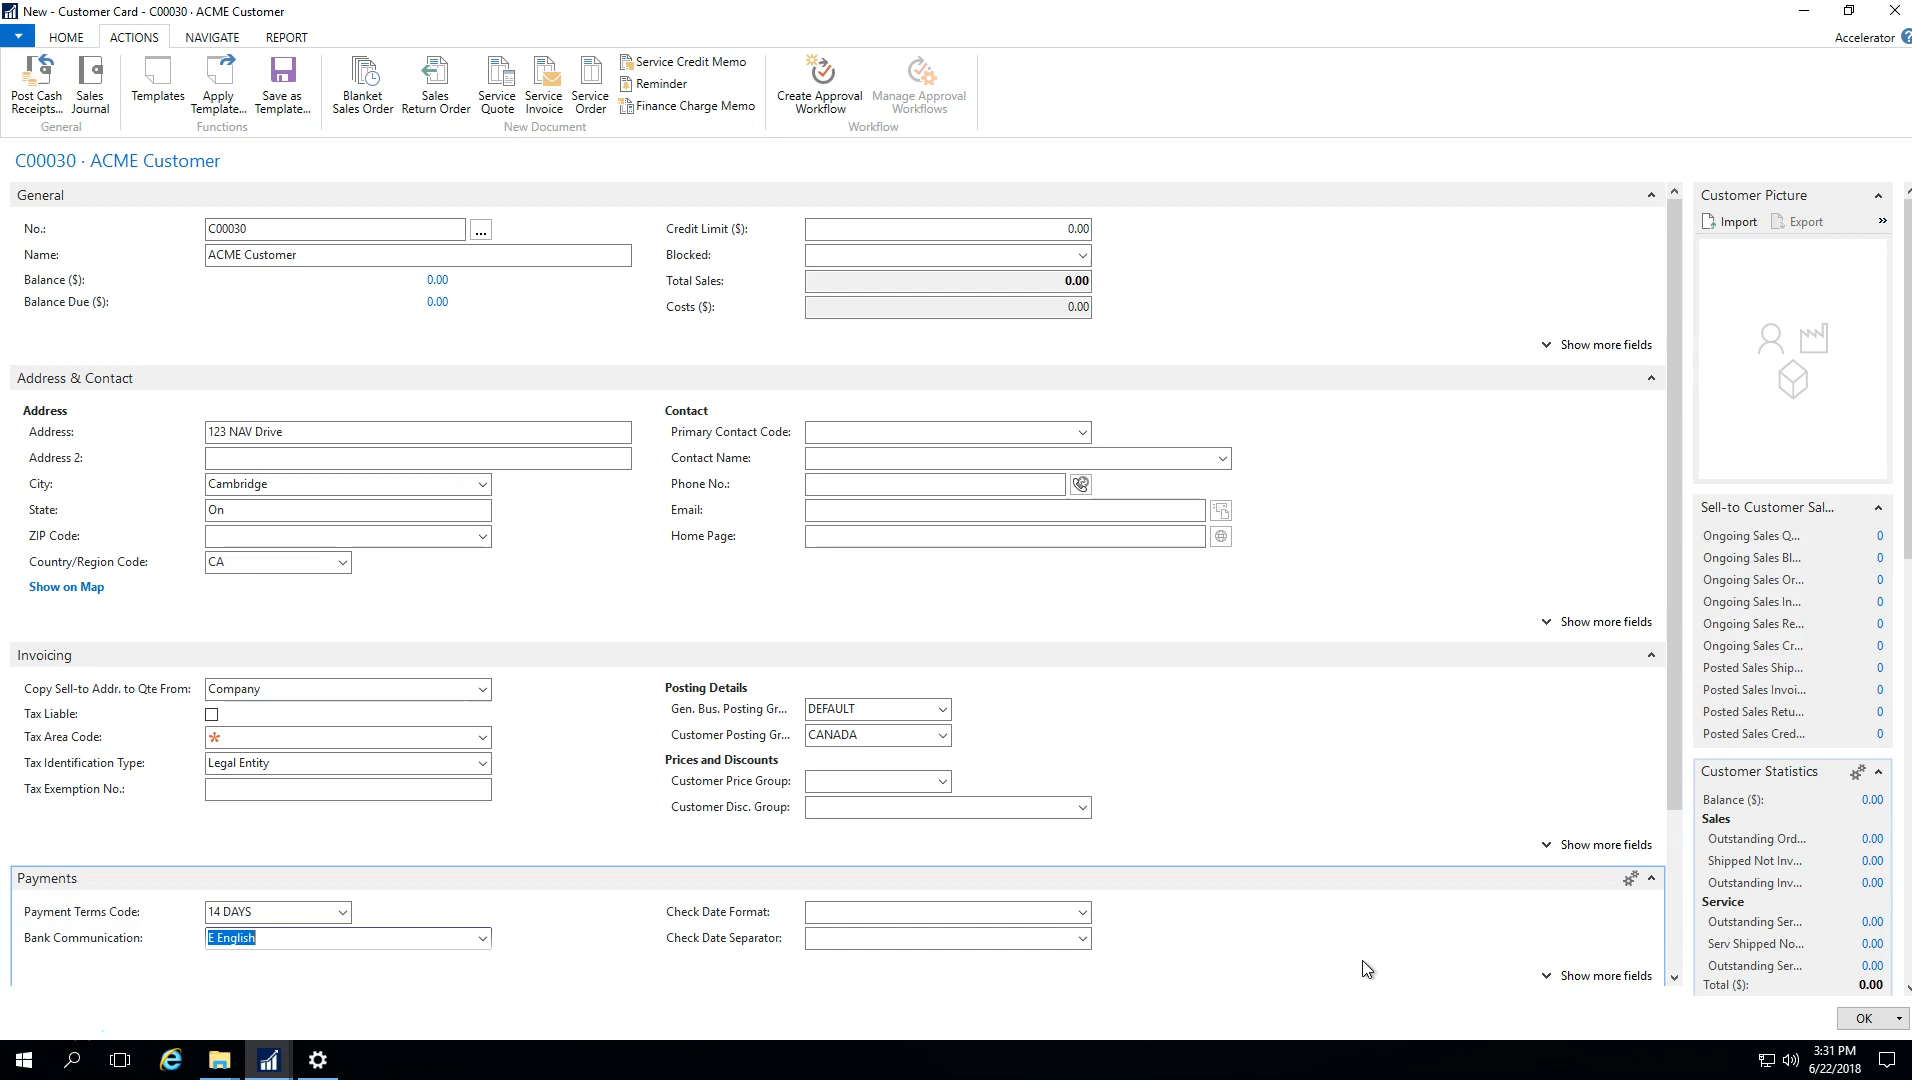 New - Customer Card - C00030 · ACME Customer
HOME
ACTIONS
NAVIGATE
REPORT
Accelerator
Post Cash
Receipts...
Sales
Journal
General
Templates
Apply
Template...
Save as
Template...
Functions
Blanket
Sales Order
Sales
Return Order
Service
Quote
Service
Invoice
Service
Order
Service Credit Memo
Reminder
Finance Charge Memo
New Document
Create Approval
Workflow
Manage Approval
Workflows
Workflow
C00030 · ACME Customer
General
No.:
C00030
...
Name:
ACME Customer
Balance ($):
0.00
Balance Due ($):
0.00
Credit Limit ($):
0.00
Blocked:
Total Sales:
0.00
Costs ($):
0.00
Show more fields
Address & Contact
Address
Address:
123 NAV Drive
Address 2:
City:
Cambridge
State:
On
ZIP Code:
Country/Region Code:
CA
Show on Map
Contact
Primary Contact Code:
Contact Name:
Phone No.:
Email:
Home Page:
Show more fields
Invoicing
Copy Sell-to Addr. to Qte From:
Company
Tax Liable:
Tax Area Code:
Tax Identification Type:
Legal Entity
Tax Exemption No.:
Posting Details
Gen. Bus. Posting Gr...
DEFAULT
Customer Posting Gr...
CANADA
Prices and Discounts
Customer Price Group:
Customer Disc. Group:
Show more fields
Payments
Payment Terms Code:
14 DAYS
Bank Communication:
E English
Check Date Format:
Check Date Separator:
Show more fields
Customer Picture
Import
Export
Sell-to Customer Sal...
Ongoing Sales Q...
0
Ongoing Sales Bl...
0
Ongoing Sales Or...
0
Ongoing Sales In...
0
Ongoing Sales Re...
0
Ongoing Sales Cr...
0
Posted Sales Ship...
0
Posted Sales Invoi...
0
Posted Sales Retu...
0
Posted Sales Cred...
0
Customer Statistics
Balance ($):
0.00
Sales
Outstanding Ord...
0.00
Shipped Not Inv...
0.00
Outstanding Inv...
0.00
Service
Outstanding Ser...
0.00
Serv Shipped No...
0.00
Outstanding Ser...
0.00
Total ($):
0.00
OK
3:31 PM
6/22/2018